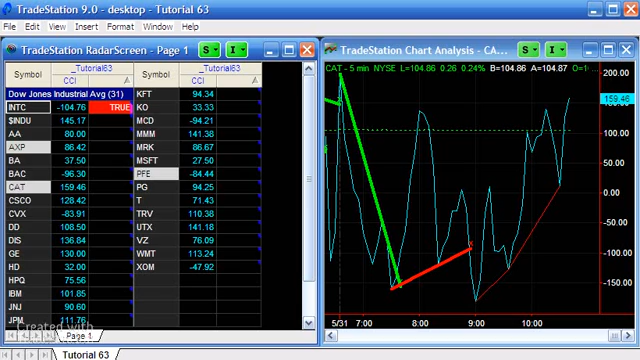 TradeStation 9.0 - desktop - Tutorial 63
File Edit View Insert Format Window Help
TradeStation RadarScreen - Page 1 S I
Symbol _Tutorial63 Symbol _Tutorial63
CCI CCI
Dow Jones Industrial Avg (31) KFT 94.34
INTC -104.76 TRUE KO 33.33
$INDU 145.17 MCD -94.21
AA 80.00 MMM 141.38
AXP 86.42 MRK 86.67
BA 37.50 MSFT 27.50
BAC -96.30 PFE -84.44
CAT 159.46 PG 94.25
CSCO 128.42 T 71.43
CVX -83.91 TRV 110.38
DD 108.50 UTX 141.18
DIS 136.84 VZ 76.09
GE 130.00 WMT 113.24
HD 32.00 XOM -47.92
HPQ 75.56
IBM 101.85
JNJ 90.60
JPM 111.76
Created with
Page 1
TradeStation Chart Analysis - CA... S I
CAT - 5 min NYSE L=104.86 0.26 0.24% B=104.86 A=104.87
200.00
159.46
150.00
100.00
50.00
0.00
-50.00
-100.00
-150.00
5/31 7:00 8:00 9:00 10:00
Tutorial 63